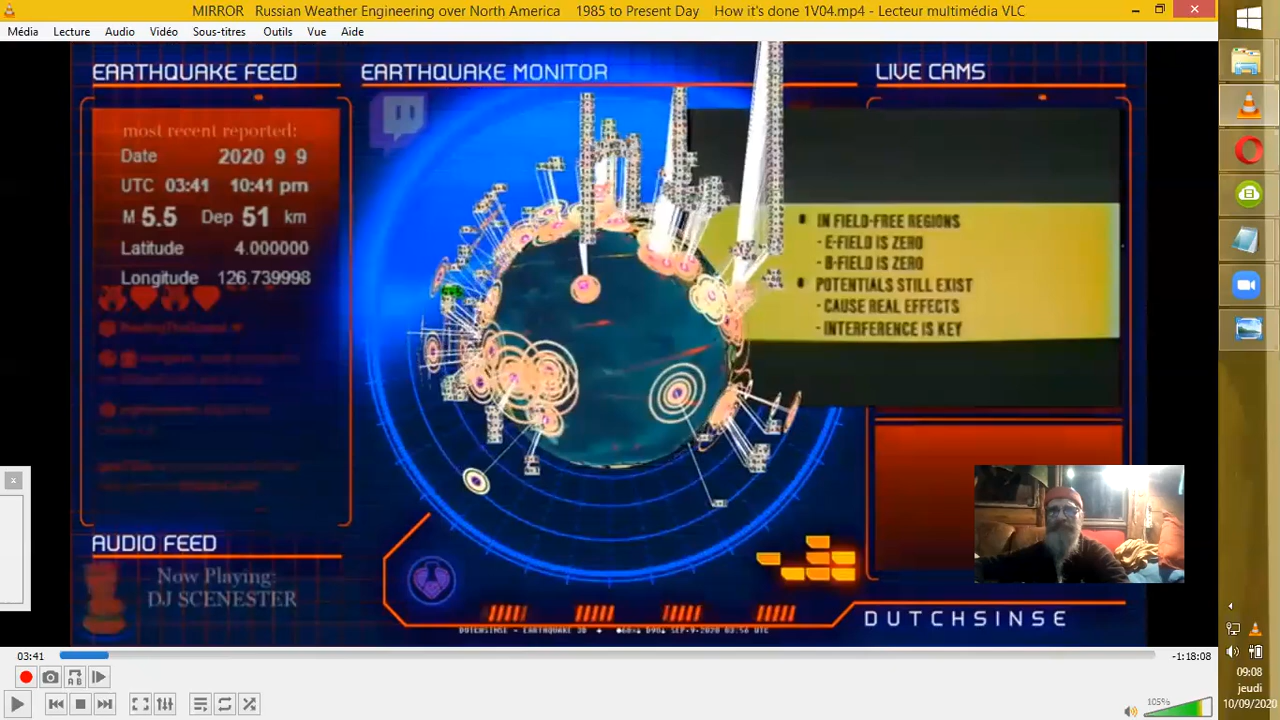 MIRROR Russian Weather Engineering over North America 1985 to Present Day How it's done 1V04.mp4 - Lecteur multimédia VLC
Média Lecture Audio Vidéo Sous-titres Outils Vue Aide
EARTHQUAKE FEED
most recent reported:
Date 2020 9 9
UTC 03:41 10:41 pm
M 5.5 Dep 51 km
Latitude 4.000000
Longitude 126.739998
AUDIO FEED
Now Playing:
DJ SCENESTER
EARTHQUAKE MONITOR
LIVE CAMS
IN FIELD-FREE REGIONS
- E-FIELD IS ZERO
- B-FIELD IS ZERO
POTENTIALS STILL EXIST
- CAUSE REAL EFFECTS
- INTERFERENCE IS KEY
DUTCHSINSE
03:41
-1:18:08
105%
09:08
jeudi
10/09/2020